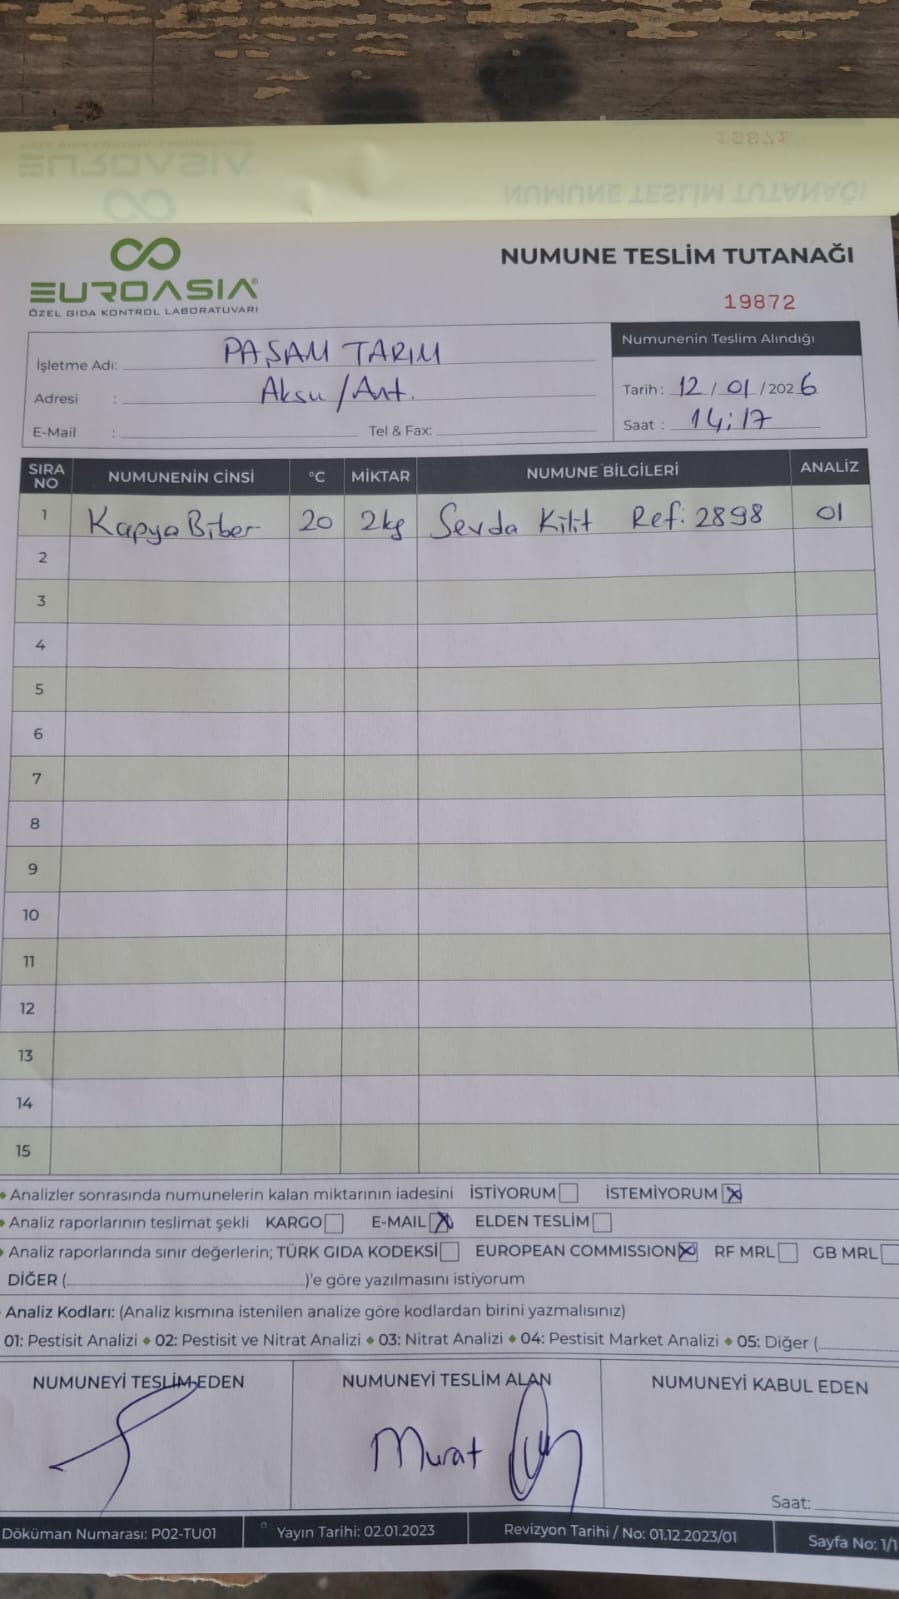 EUROASIA®
ÖZEL GIDA KONTROL LABORATUVARI
NUMUNE TESLİM TUTANAĞI
19872
İşletme Adı: PAŞAM TARIM
Adresi : Aksu/Ant.
E-Mail : Tel & Fax:
Numunenin Teslim Alındığı
Tarih: 12/01/2026
Saat : 14:17
SIRA NO NUMUNENİN CİNSİ °C MİKTAR NUMUNE BİLGİLERİ ANALİZ
1 Kapya Biber 20 2kg Sevda Kilit Ref: 2898 01
2
3
4
5
6
7
8
9
10
11
12
13
14
15
Analizler sonrasında numunelerin kalan miktarının iadesini İSTİYORUM İSTEMİYORUM
Analiz raporlarının teslimat şekli KARGO E-MAIL ELDEN TESLİM
Analiz raporlarında sınır değerlerin; TÜRK GIDA KODEKSİ EUROPEAN COMMISSION RF MRL GB MRL
DİĞER (........................)'e göre yazılmasını istiyorum
Analiz Kodları: (Analiz kısmına istenilen analize göre kodlardan birini yazmalısınız)
01: Pestisit Analizi ◆ 02: Pestisit ve Nitrat Analizi ◆ 03: Nitrat Analizi ◆ 04: Pestisit Market Analizi ◆ 05: Diğer (
NUMUNEYİ TESLİM EDEN NUMUNEYİ TESLİM ALAN NUMUNEYİ KABUL EDEN
Murat
Saat:
Döküman Numarası: P02-TU01 Yayın Tarihi: 02.01.2023 Revizyon Tarihi / No: 01.12.2023/01 Sayfa No: 1/1